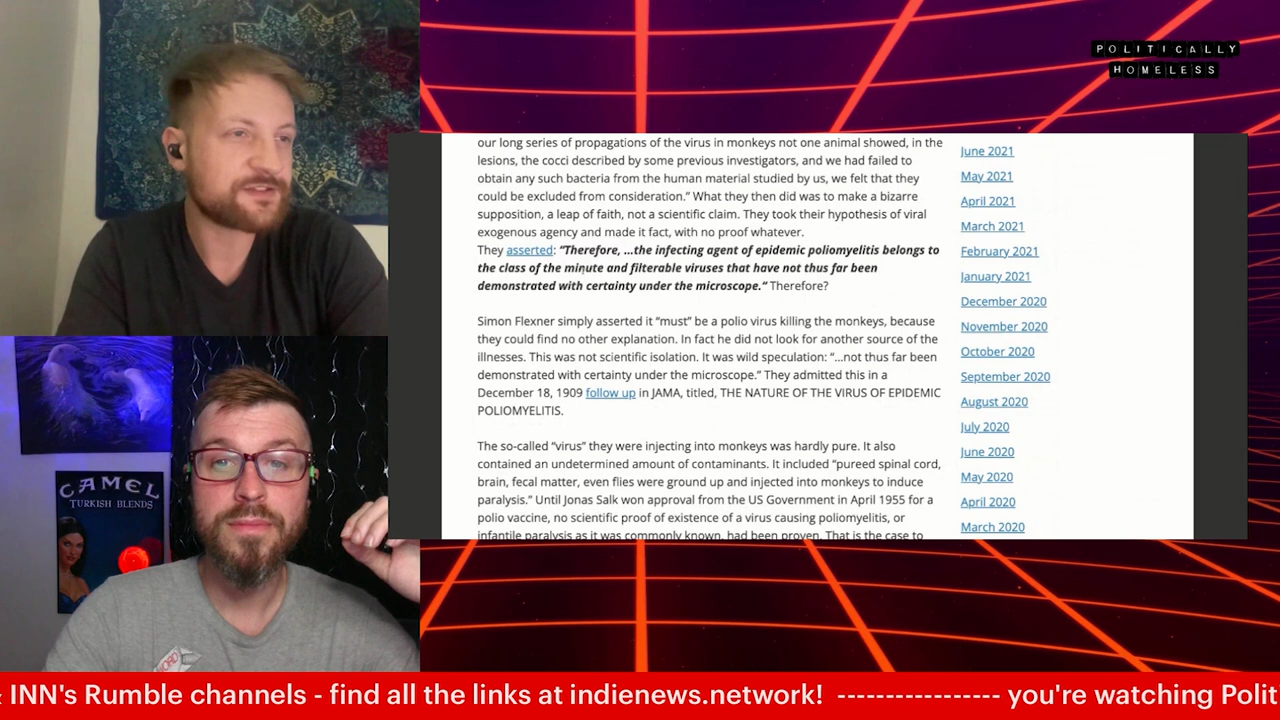 POLITICALLY
HOMELESS
our long series of propagations of the virus in monkeys not one animal showed, in the
lesions, the cocci described by some previous investigators, and we had failed to
obtain any such bacteria from the human material studied by us, we felt that they
could be excluded from consideration.” What they then did was to make a bizarre
supposition, a leap of faith, not a scientific claim. They took their hypothesis of viral
exogenous agency and made it fact, with no proof whatever.
They asserted: “Therefore, …the infecting agent of epidemic poliomyelitis belongs to
the class of the minute and filterable viruses that have not thus far been
demonstrated with certainty under the microscope.“ Therefore?
Simon Flexner simply asserted it “must” be a polio virus killing the monkeys, because
they could find no other explanation. In fact he did not look for another source of the
illnesses. This was not scientific isolation. It was wild speculation: “…not thus far been
demonstrated with certainty under the microscope.” They admitted this in a
December 18, 1909 follow up in JAMA, titled, THE NATURE OF THE VIRUS OF EPIDEMIC
POLIOMYELITIS.
The so-called “virus” they were injecting into monkeys was hardly pure. It also
contained an undetermined amount of contaminants. It included “pureed spinal cord,
brain, fecal matter, even flies were ground up and injected into monkeys to induce
paralysis.” Until Jonas Salk won approval from the US Government in April 1955 for a
polio vaccine, no scientific proof of existence of a virus causing poliomyelitis, or
infantile paralysis as it was commonly known, had been proven. That is the case to
June 2021
May 2021
April 2021
March 2021
February 2021
January 2021
December 2020
November 2020
October 2020
September 2020
August 2020
July 2020
June 2020
May 2020
April 2020
March 2020
CAMEL
TURKISH BLENDS
INN's Rumble channels - find all the links at indienews.network! ---------------- you're watching Polit